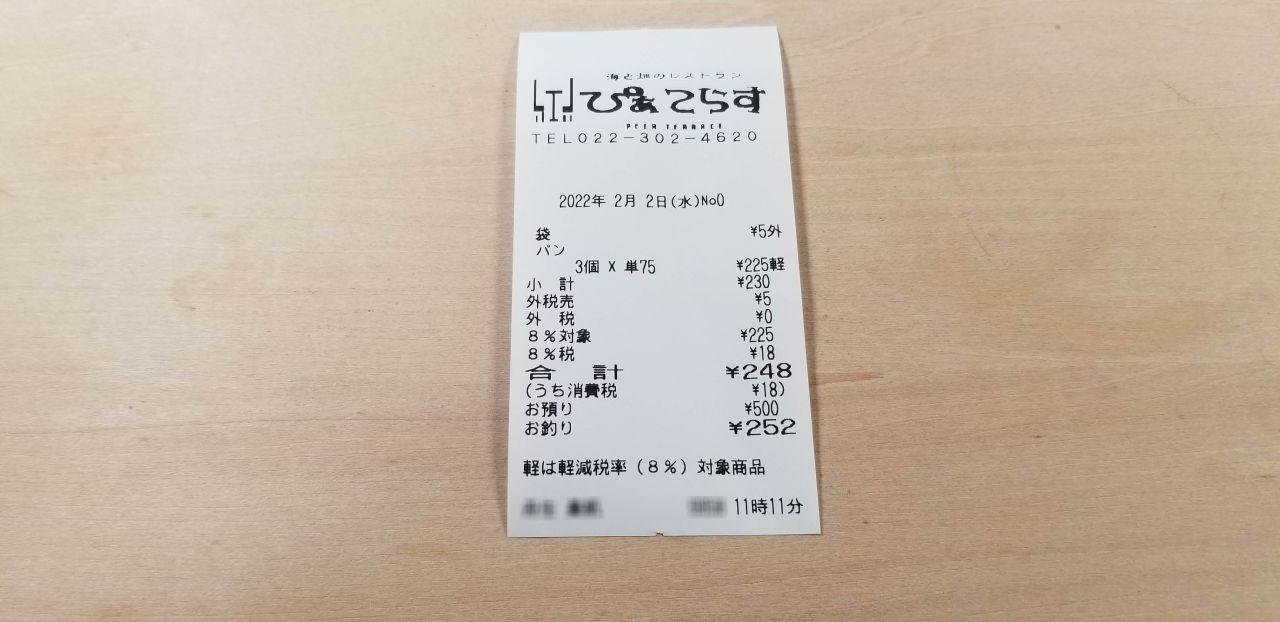 海と畑のレストラン
ぴぁ てらす
PEER TERRACE
TEL022-302-4620
2022年 2月 2日(水)No0
袋 ¥5外
パン
3個 X 単75 ¥225軽
小 計 ¥230
外税売 ¥5
外 税 ¥0
8%対象 ¥225
8%税 ¥18
合 計 ¥248
(うち消費税 ¥18)
お預り ¥500
お釣り ¥252
軽は軽減税率(8%)対象商品
11時11分